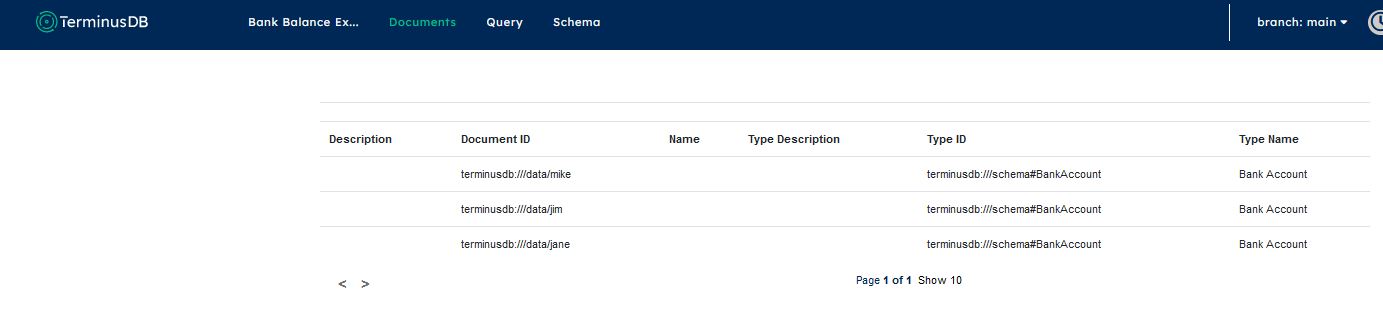 TerminusDB Bank Balance Ex... Documents Query Schema branch: main
Description Document ID Name Type Description Type ID Type Name
terminusdb:///data/mike terminusdb:///schema#BankAccount Bank Account
terminusdb:///data/jim terminusdb:///schema#BankAccount Bank Account
terminusdb:///data/jane terminusdb:///schema#BankAccount Bank Account
< > Page 1 of 1 Show 10